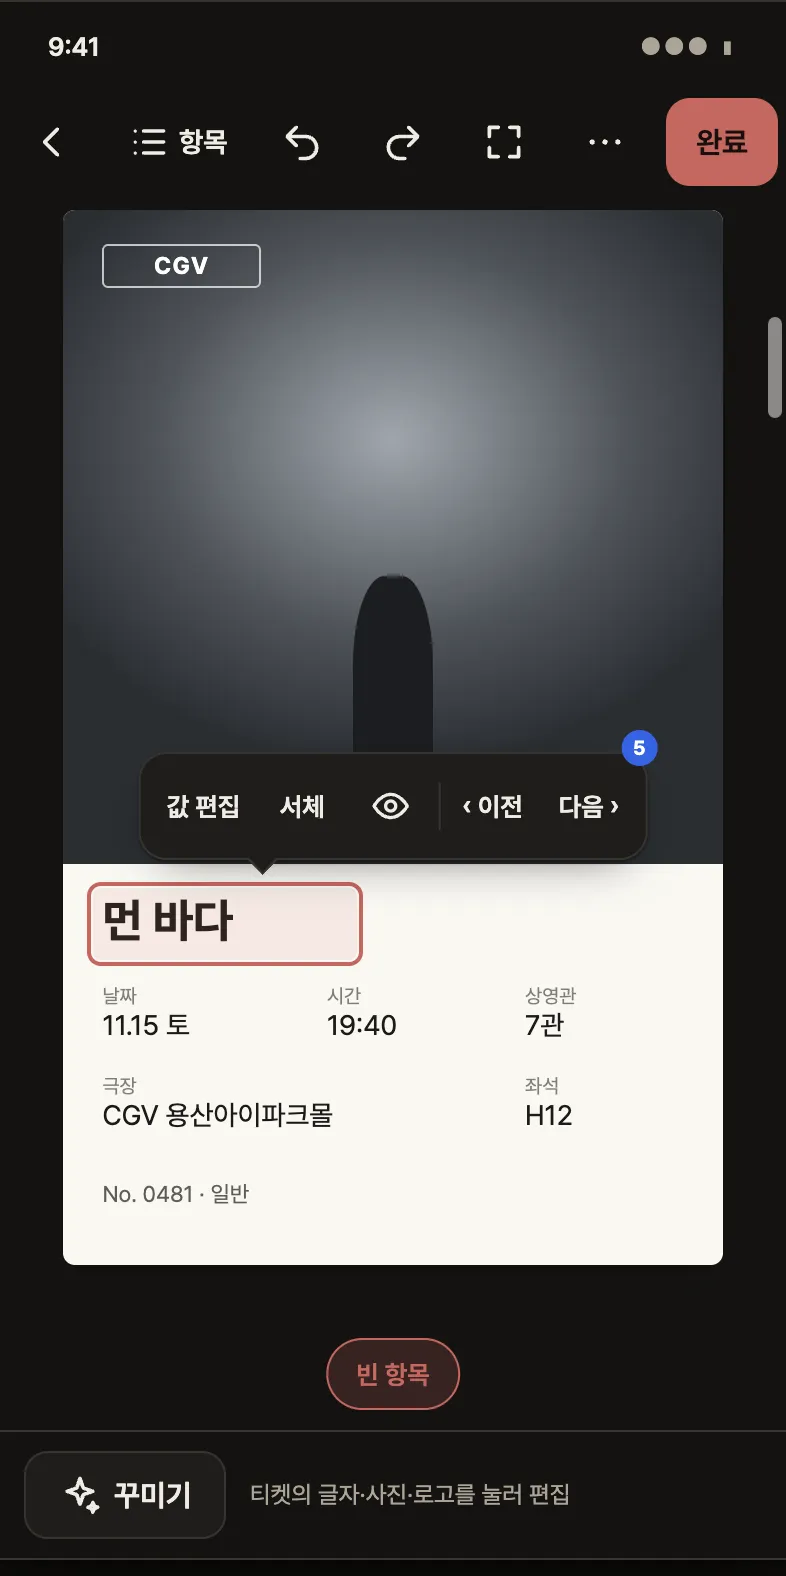 9:41
항목
완료
CGV
5
값 편집 서체 ‹ 이전 다음 ›
먼 바다
날짜 시간 상영관
11.15 토 19:40 7관
극장 좌석
CGV 용산아이파크몰 H12
No. 0481 · 일반
빈 항목
꾸미기 티켓의 글자·사진·로고를 눌러 편집